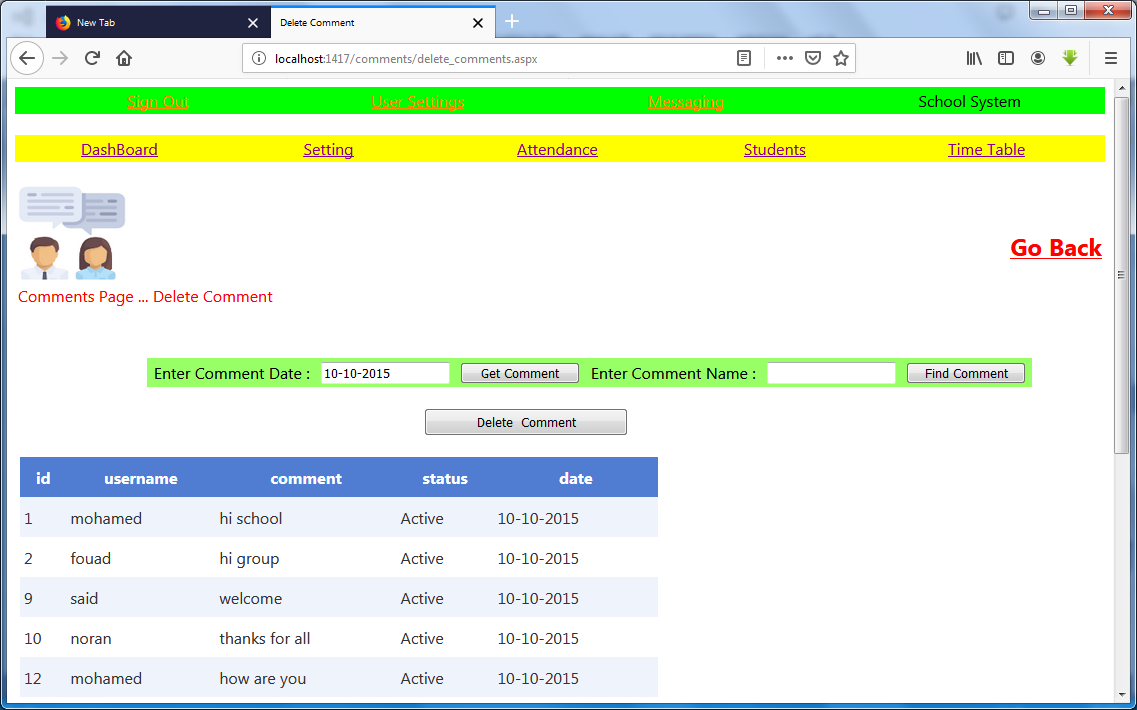 New Tab
Delete Comment
localhost:1417/comments/delete_comments.aspx
Sign Out User Settings Messaging School System
DashBoard Setting Attendance Students Time Table
Go Back
Comments Page ... Delete Comment
Enter Comment Date : 10-10-2015 Get Comment Enter Comment Name : Find Comment
Delete Comment
id username comment status date
1 mohamed hi school Active 10-10-2015
2 fouad hi group Active 10-10-2015
9 said welcome Active 10-10-2015
10 noran thanks for all Active 10-10-2015
12 mohamed how are you Active 10-10-2015